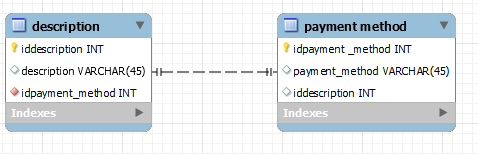 description
iddescription INT
description VARCHAR(45)
idpayment_method INT
Indexes
payment method
idpayment _method INT
payment_method VARCHAR(45)
iddescription INT
Indexes